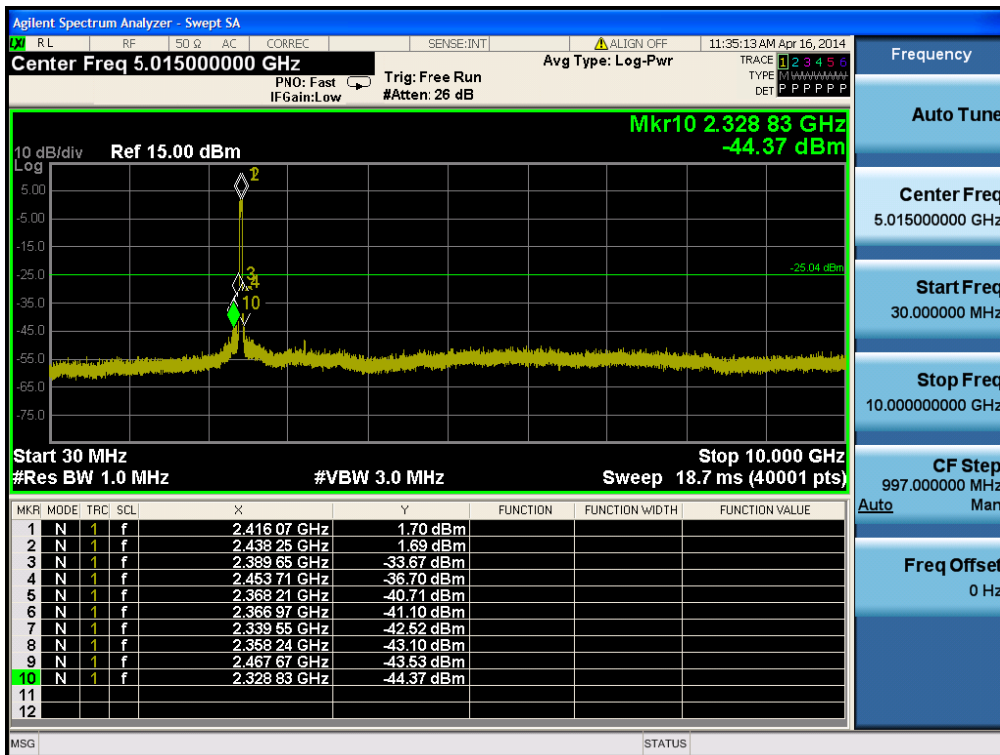 Agilent Spectrum Analyzer - Swept SA
LXI RL RF 50 Ω AC CORREC SENSE:INT ALIGN OFF 11:35:13 AM Apr 16, 2014
Center Freq 5.015000000 GHz
Avg Type: Log-Pwr
TRACE 1 2 3 4 5 6
PNO: Fast
Trig: Free Run
TYPE M W W W W W
IFGain:Low
#Atten: 26 dB
DET P P P P P P
Mkr10 2.328 83 GHz
-44.37 dBm
10 dB/div Ref 15.00 dBm
Log
5.00
-5.00
-15.0
-25.0
-35.0
-45.0
-55.0
-65.0
-75.0
1 2
3
4
10
-25.04 dBm
Start 30 MHz Stop 10.000 GHz
#Res BW 1.0 MHz #VBW 3.0 MHz Sweep 18.7 ms (40001 pts)
MKR MODE TRC SCL X Y FUNCTION FUNCTION WIDTH FUNCTION VALUE
1 N 1 f 2.416 07 GHz 1.70 dBm
2 N 1 f 2.438 25 GHz 1.69 dBm
3 N 1 f 2.389 65 GHz -33.67 dBm
4 N 1 f 2.453 71 GHz -36.70 dBm
5 N 1 f 2.368 21 GHz -40.71 dBm
6 N 1 f 2.366 97 GHz -41.10 dBm
7 N 1 f 2.339 55 GHz -42.52 dBm
8 N 1 f 2.358 24 GHz -43.10 dBm
9 N 1 f 2.467 67 GHz -43.53 dBm
10 N 1 f 2.328 83 GHz -44.37 dBm
11
12
MSG STATUS
Frequency
Auto Tune
Center Freq
5.015000000 GHz
Start Freq
30.000000 MHz
Stop Freq
10.000000000 GHz
CF Step
997.000000 MHz
Auto Man
Freq Offset
0 Hz